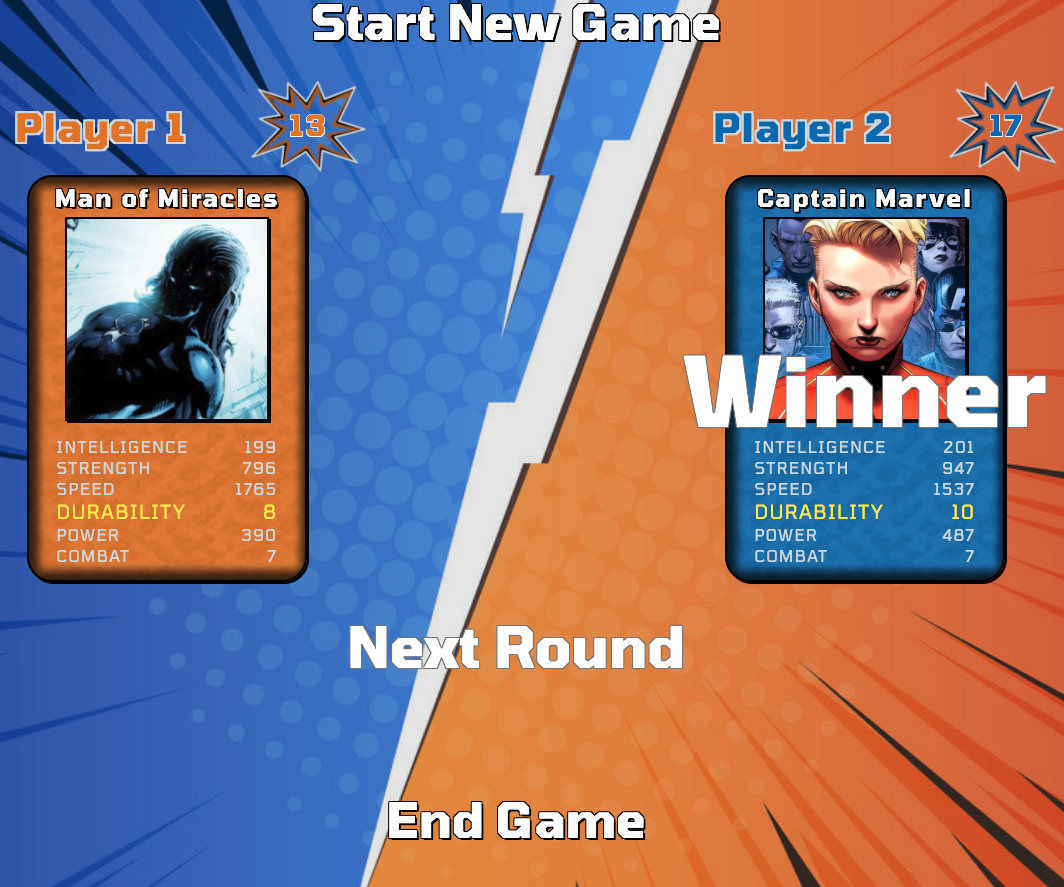 Start New Game
Player 1
13
Player 2
17
Man of Miracles
INTELLIGENCE 199
STRENGTH 796
SPEED 1765
DURABILITY 8
POWER 390
COMBAT 7
Captain Marvel
A
Winner
INTELLIGENCE 201
STRENGTH 947
SPEED 1537
DURABILITY 10
POWER 487
COMBAT 7
Next Round
End Game